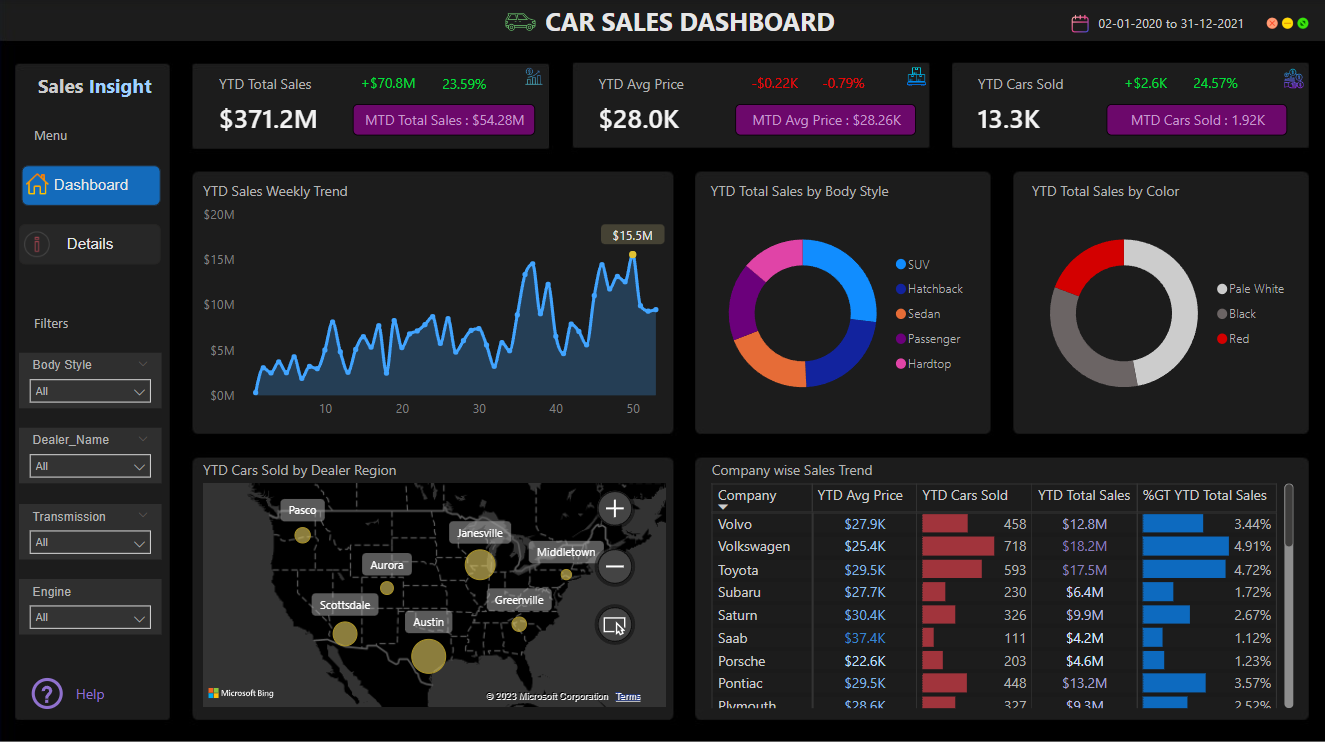 CAR SALES DASHBOARD
02-01-2020 to 31-12-2021
Sales Insight
Menu
Dashboard
Details
Filters
Body Style
All
Dealer_Name
All
Transmission
All
Engine
All
Help
YTD Total Sales
+$70.8M
23.59%
$371.2M
MTD Total Sales : $54.28M
YTD Avg Price
-$0.22K
-0.79%
$28.0K
MTD Avg Price : $28.26K
YTD Cars Sold
+$2.6K
24.57%
13.3K
MTD Cars Sold : 1.92K
YTD Sales Weekly Trend
$20M
$15M
$10M
$5M
$0M
$15.5M
10 20 30 40 50
YTD Total Sales by Body Style
SUV
Hatchback
Sedan
Passenger
Hardtop
YTD Total Sales by Color
Pale White
Black
Red
YTD Cars Sold by Dealer Region
Pasco
Janesville
Middletown
Aurora
Scottsdale
Greenville
Austin
Microsoft Bing
© 2023 Microsoft Corporation Terms
Company wise Sales Trend
Company YTD Avg Price YTD Cars Sold YTD Total Sales %GT YTD Total Sales
Volvo $27.9K 458 $12.8M 3.44%
Volkswagen $25.4K 718 $18.2M 4.91%
Toyota $29.5K 593 $17.5M 4.72%
Subaru $27.7K 230 $6.4M 1.72%
Saturn $30.4K 326 $9.9M 2.67%
Saab $37.4K 111 $4.2M 1.12%
Porsche $22.6K 203 $4.6M 1.23%
Pontiac $29.5K 448 $13.2M 3.57%
Plymouth $28.6K 327 $9.3M 2.52%